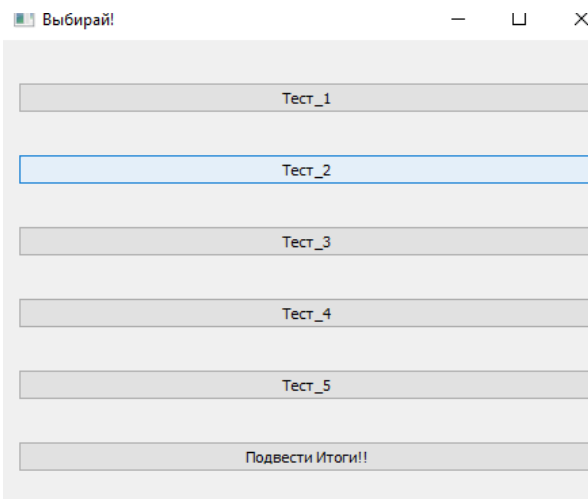 Выбирай!
Тест_1
Тест_2
Тест_3
Тест_4
Тест_5
Подвести Итоги!!